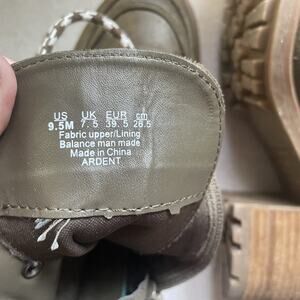 US UK EUR cm
9.5M 7.5 39.5 26.5
Fabric upper/Lining
Balance man made
Made in China
ARDENT